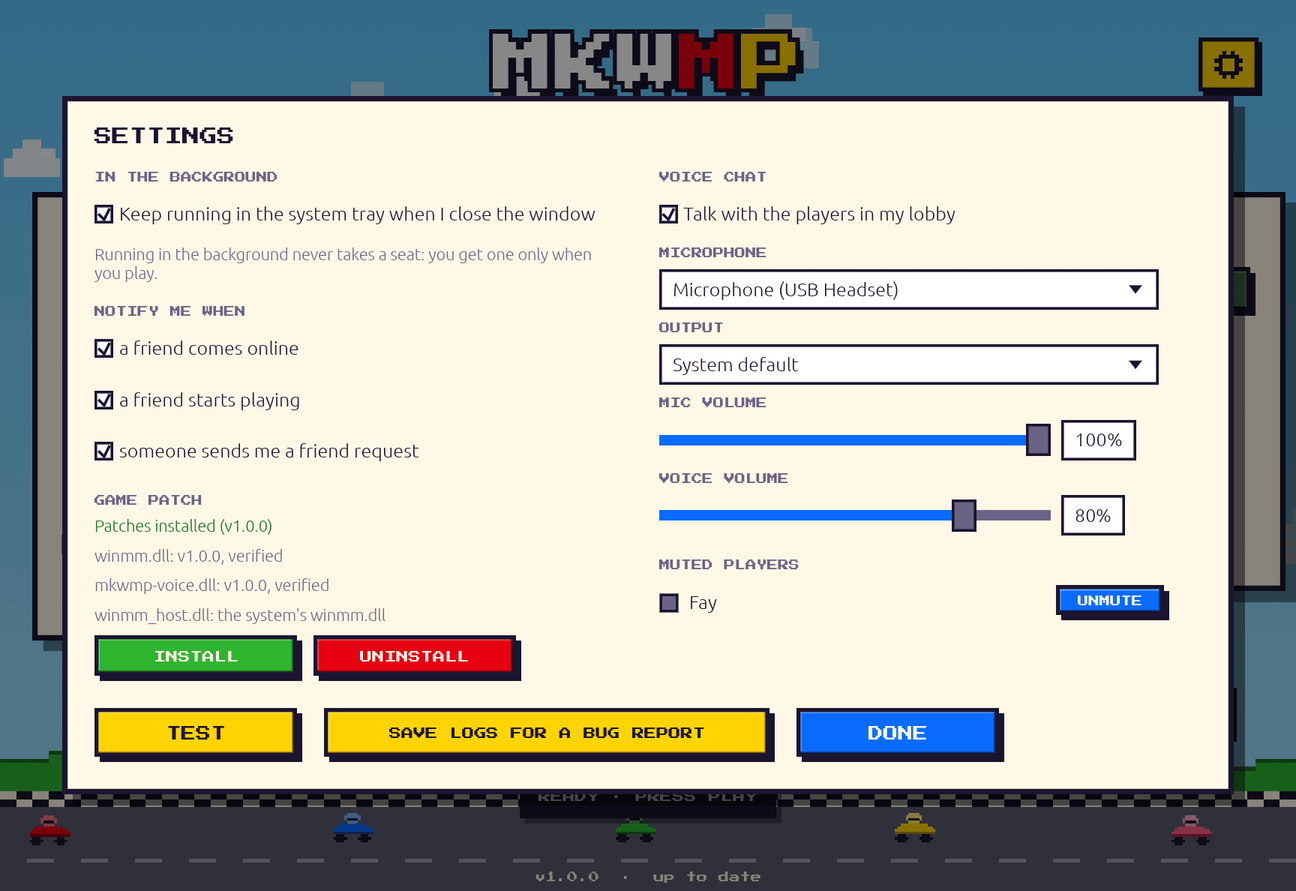 MKWMP
SETTINGS
IN THE BACKGROUND
Keep running in the system tray when I close the window
Running in the background never takes a seat: you get one only when
you play.
NOTIFY ME WHEN
a friend comes online
a friend starts playing
someone sends me a friend request
GAME PATCH
Patches installed (v1.0.0)
winmm.dll: v1.0.0, verified
mkwmp-voice.dll: v1.0.0, verified
winmm_host.dll: the system's winmm.dll
INSTALL
UNINSTALL
VOICE CHAT
Talk with the players in my lobby
MICROPHONE
Microphone (USB Headset)
OUTPUT
System default
MIC VOLUME
100%
VOICE VOLUME
80%
MUTED PLAYERS
Fay
UNMUTE
TEST
SAVE LOGS FOR A BUG REPORT
DONE
READY · PRESS PLAY
v1.0.0 · up to date